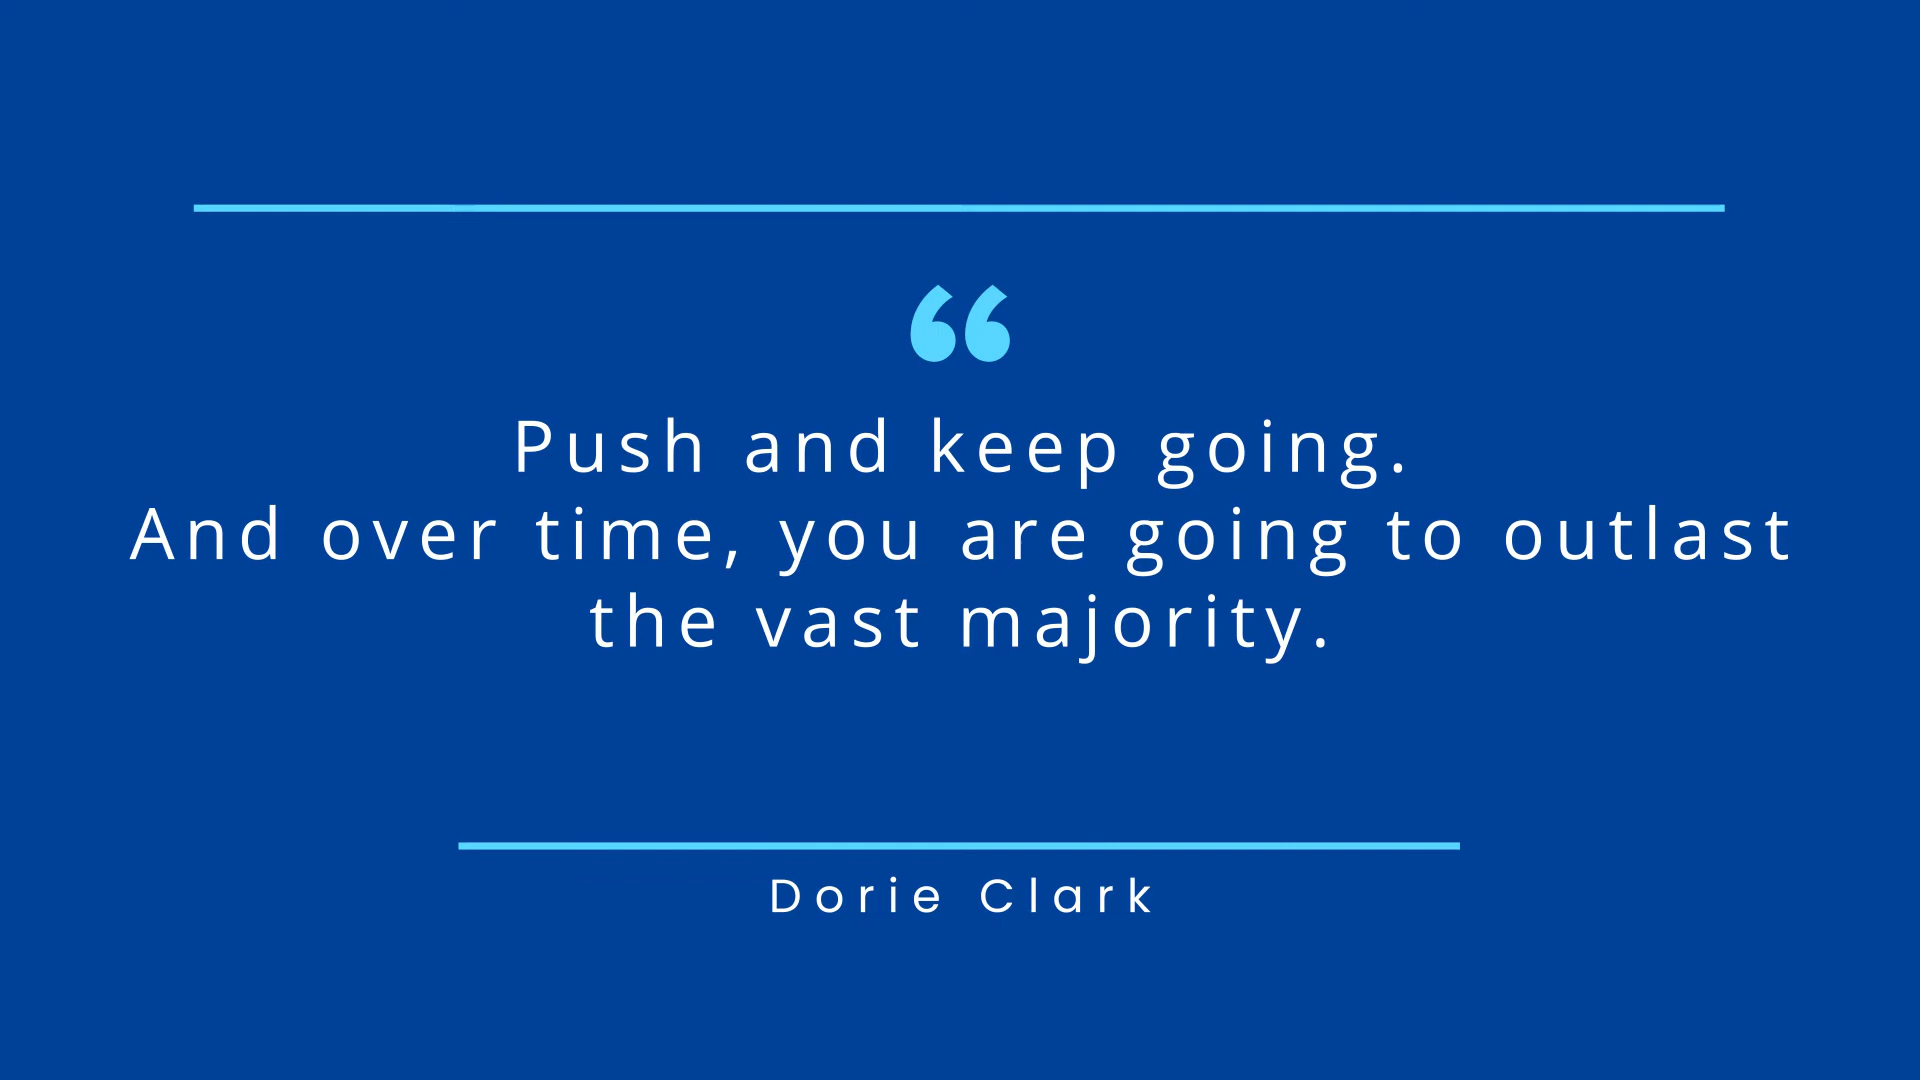 “
Push and keep going.
And over time, you are going to outlast
the vast majority.
Dorie Clark